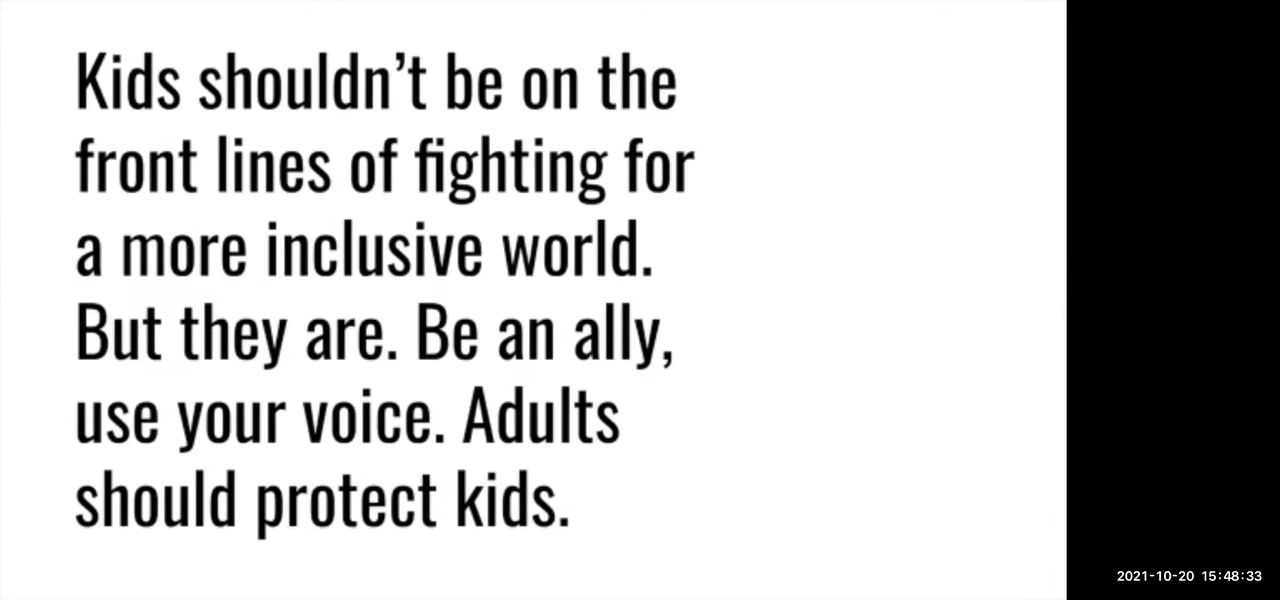 Kids shouldn’t be on the
front lines of fighting for
a more inclusive world.
But they are. Be an ally,
use your voice. Adults
should protect kids.
2021-10-20 15:48:33